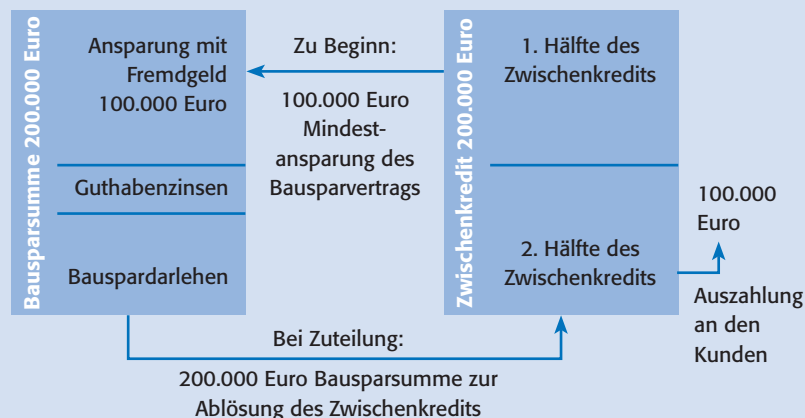 Bausparsumme 200.000 Euro
Ansparung mit
Fremdgeld
100.000 Euro
Guthabenzinsen
Bauspardarlehen
Zu Beginn:
100.000 Euro
Mindest-
ansparung des
Bausparvertrags
Zwischenkredit 200.000 Euro
1. Hälfte des
Zwischenkredits
2. Hälfte des
Zwischenkredits
100.000
Euro
Auszahlung
an den
Kunden
Bei Zuteilung:
200.000 Euro Bausparsumme zur
Ablösung des Zwischenkredits